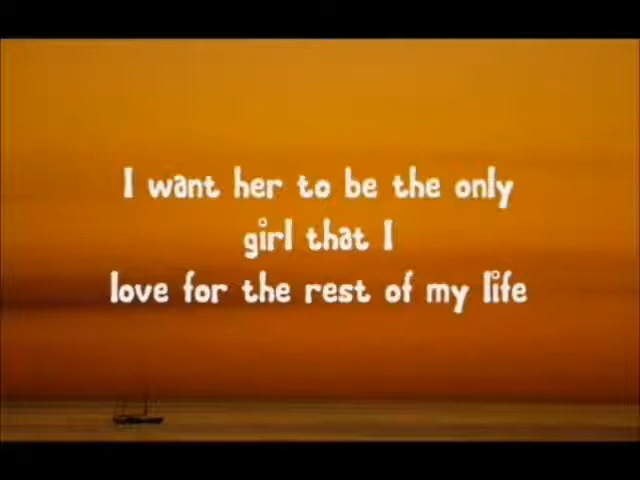 I want her to be the only
girl that I
love for the rest of my life